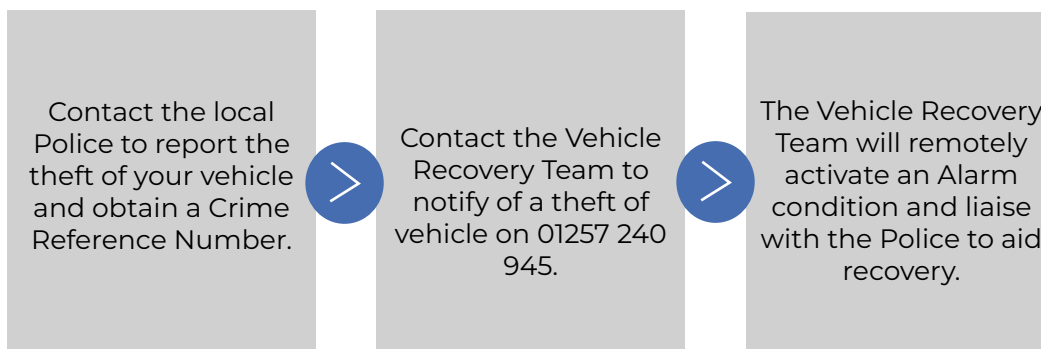 Contact the local
Police to report the
theft of your vehicle
and obtain a Crime
Reference Number.
Contact the Vehicle
Recovery Team to
notify of a theft of
vehicle on 01257 240
945.
The Vehicle Recovery
Team will remotely
activate an Alarm
condition and liaise
with the Police to aid
recovery.